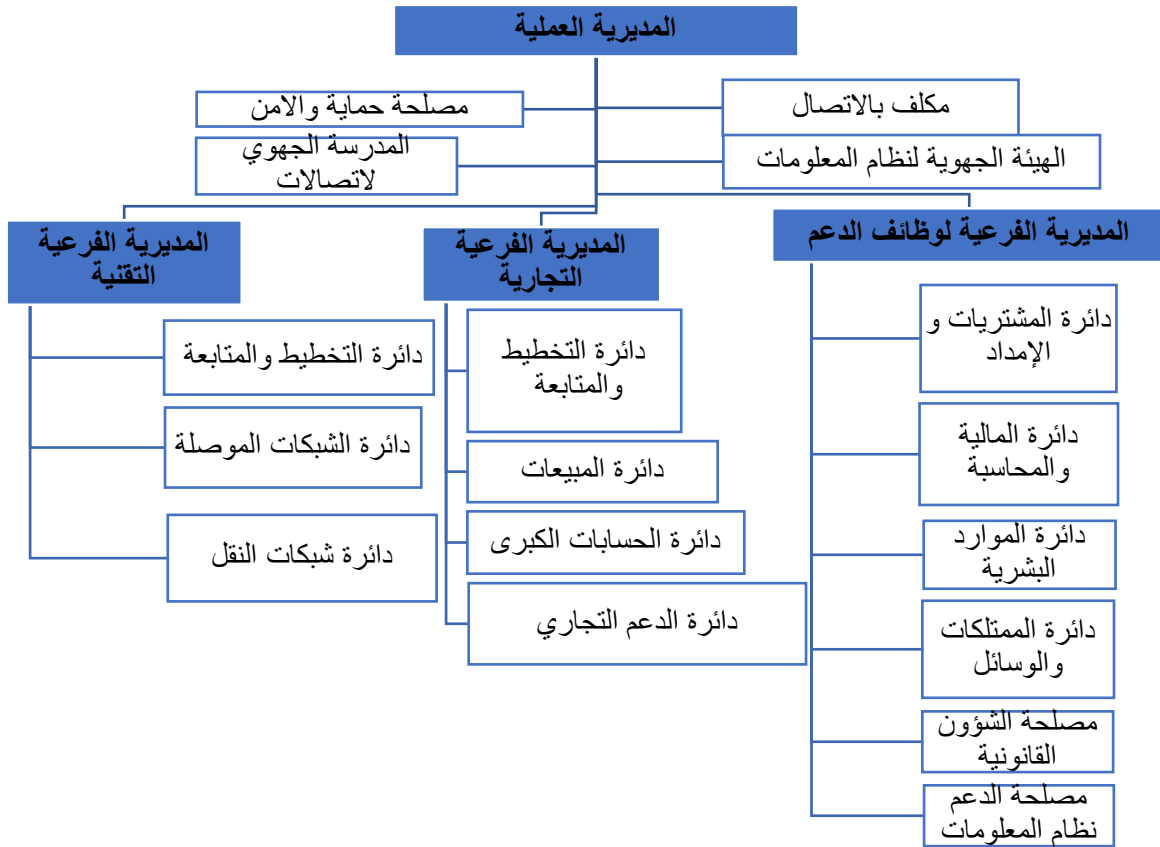 المديرية العملية
مكلف بالاتصال
مصلحة حماية والامن
الهيئة الجهوية لنظام المعلومات
المدرسة الجهوي
لاتصالات
المديرية الفرعية لوظائف الدعم
دائرة المشتريات و
الإمداد
دائرة المالية
والمحاسبة
دائرة الموارد
البشرية
دائرة الممتلكات
والوسائل
مصلحة الشؤون
القانونية
مصلحة الدعم
نظام المعلومات
المديرية الفرعية
التجارية
دائرة التخطيط
والمتابعة
دائرة المبيعات
دائرة الحسابات الكبرى
دائرة الدعم التجاري
المديرية الفرعية
التقنية
دائرة التخطيط والمتابعة
دائرة الشبكات الموصلة
دائرة شبكات النقل